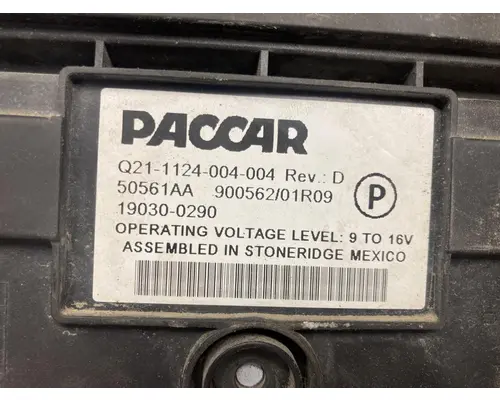 PACCAR
Q21-1124-004-004 Rev.: D
50561AA 900562/01R09
P
19030-0290
OPERATING VOLTAGE LEVEL: 9 TO 16V
ASSEMBLED IN STONERIDGE MEXICO